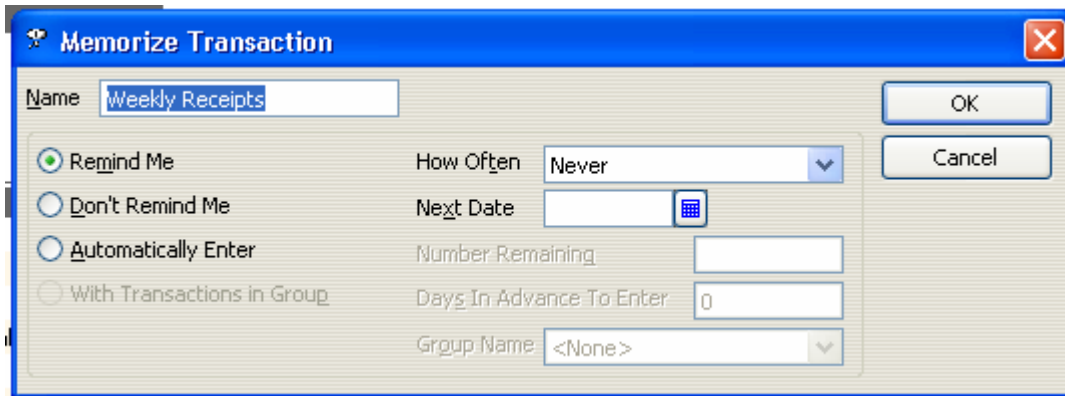 Memorize Transaction
Name Weekly Receipts
OK
Cancel
Remind Me
How Often Never
Don't Remind Me
Next Date
Automatically Enter
Number Remaining
With Transactions in Group
Days In Advance To Enter 0
Group Name <None>